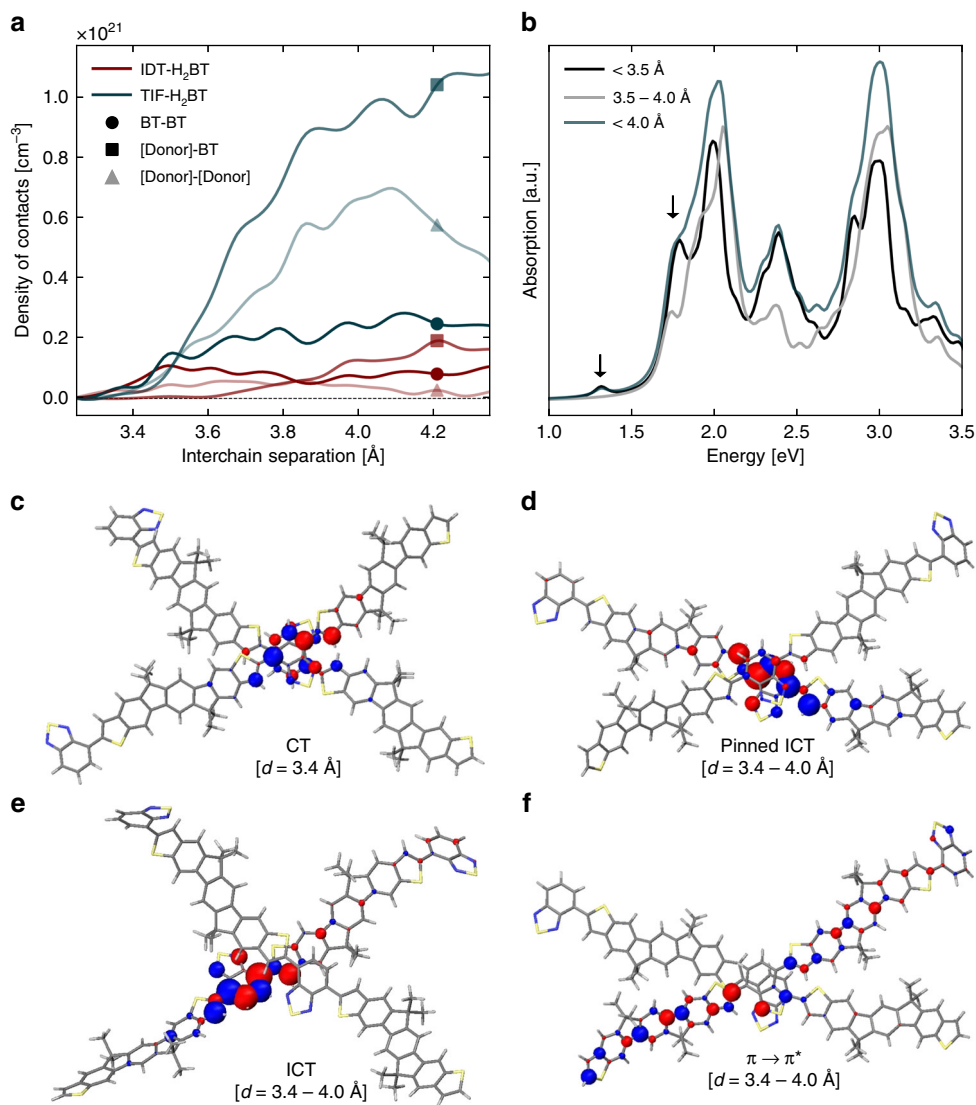 a
×10²¹
Density of contacts [cm⁻³]
1.0
0.8
0.6
0.4
0.2
0.0
IDT-H₂BT
TIF-H₂BT
BT-BT
[Donor]-BT
[Donor]-[Donor]
3.4 3.6 3.8 4.0 4.2
Interchain separation [Å]
b
Absorption [a.u.]
< 3.5 Å
3.5 – 4.0 Å
< 4.0 Å
1.0 1.5 2.0 2.5 3.0 3.5
Energy [eV]
c
CT
[d = 3.4 Å]
d
Pinned ICT
[d = 3.4 – 4.0 Å]
e
ICT
[d = 3.4 – 4.0 Å]
f
π → π*
[d = 3.4 – 4.0 Å]